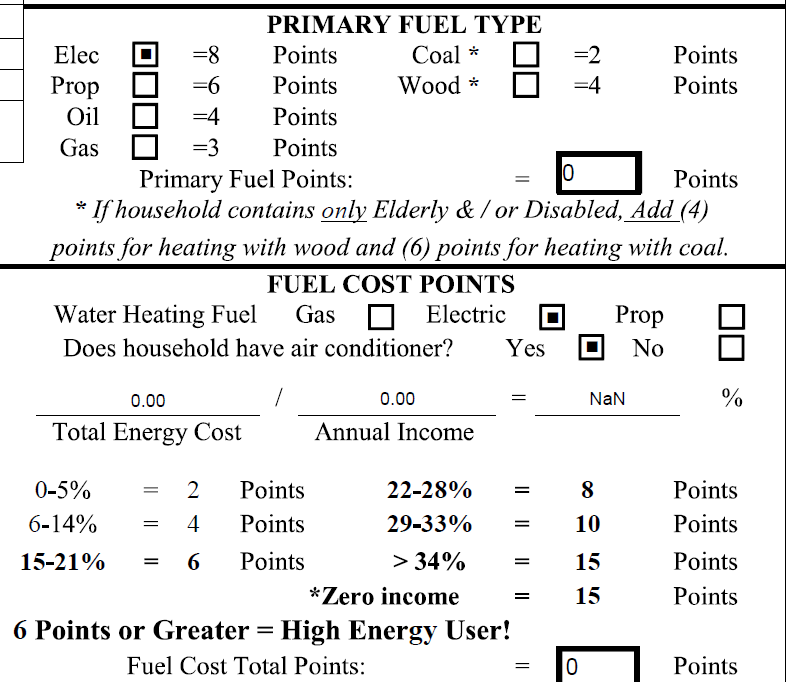 PRIMARY FUEL TYPE
Elec =8 Points Coal * =2 Points
Prop =6 Points Wood * =4 Points
Oil =4 Points
Gas =3 Points
Primary Fuel Points: = 0 Points
* If household contains only Elderly & / or Disabled, Add (4)
points for heating with wood and (6) points for heating with coal.
FUEL COST POINTS
Water Heating Fuel Gas Electric Prop
Does household have air conditioner? Yes No
0.00 / 0.00 = NaN %
Total Energy Cost Annual Income
0-5% = 2 Points 22-28% = 8 Points
6-14% = 4 Points 29-33% = 10 Points
15-21% = 6 Points > 34% = 15 Points
*Zero income = 15 Points
6 Points or Greater = High Energy User!
Fuel Cost Total Points: = 0 Points